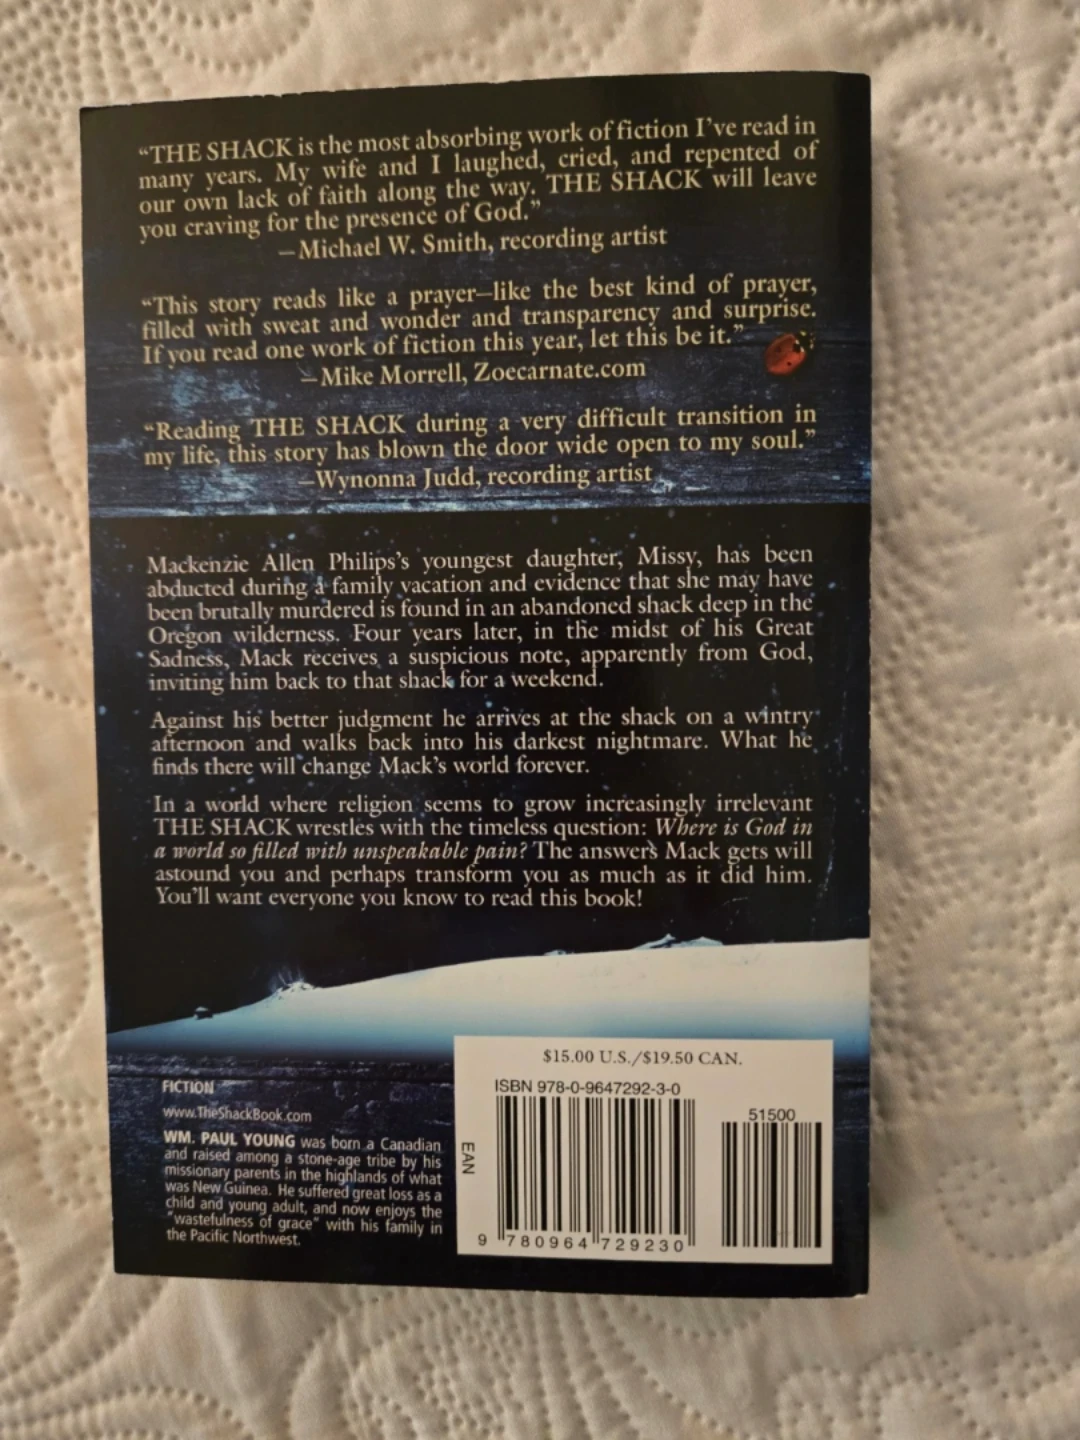 “THE SHACK is the most absorbing work of fiction I’ve read in
many years. My wife and I laughed, cried, and repented of
our own lack of faith along the way. THE SHACK will leave
you craving for the presence of God.”
—Michael W. Smith, recording artist
“This story reads like a prayer—like the best kind of prayer,
filled with sweat and wonder and transparency and surprise.
If you read one work of fiction this year, let this be it.”
—Mike Morrell, Zoecarnate.com
“Reading THE SHACK during a very difficult transition in
my life, this story has blown the door wide open to my soul.”
—Wynonna Judd, recording artist
Mackenzie Allen Philips’s youngest daughter, Missy, has been
abducted during a family vacation and evidence that she may have
been brutally murdered is found in an abandoned shack deep in the
Oregon wilderness. Four years later, in the midst of his Great
Sadness, Mack receives a suspicious note, apparently from God,
inviting him back to that shack for a weekend.
Against his better judgment he arrives at the shack on a wintry
afternoon and walks back into his darkest nightmare. What he
finds there will change Mack’s world forever.
In a world where religion seems to grow increasingly irrelevant
THE SHACK wrestles with the timeless question: Where is God in
a world so filled with unspeakable pain? The answers Mack gets will
astound you and perhaps transform you as much as it did him.
You’ll want everyone you know to read this book!
FICTION
www.TheShackBook.com
WM. PAUL YOUNG was born a Canadian
and raised among a stone-age tribe by his
missionary parents in the highlands of what
was New Guinea. He suffered great loss as a
child and young adult, and now enjoys the
“wastefulness of grace” with his family in
the Pacific Northwest.
$15.00 U.S./$19.50 CAN.
ISBN 978-0-9647292-3-0
51500
EAN
9 780964 729230